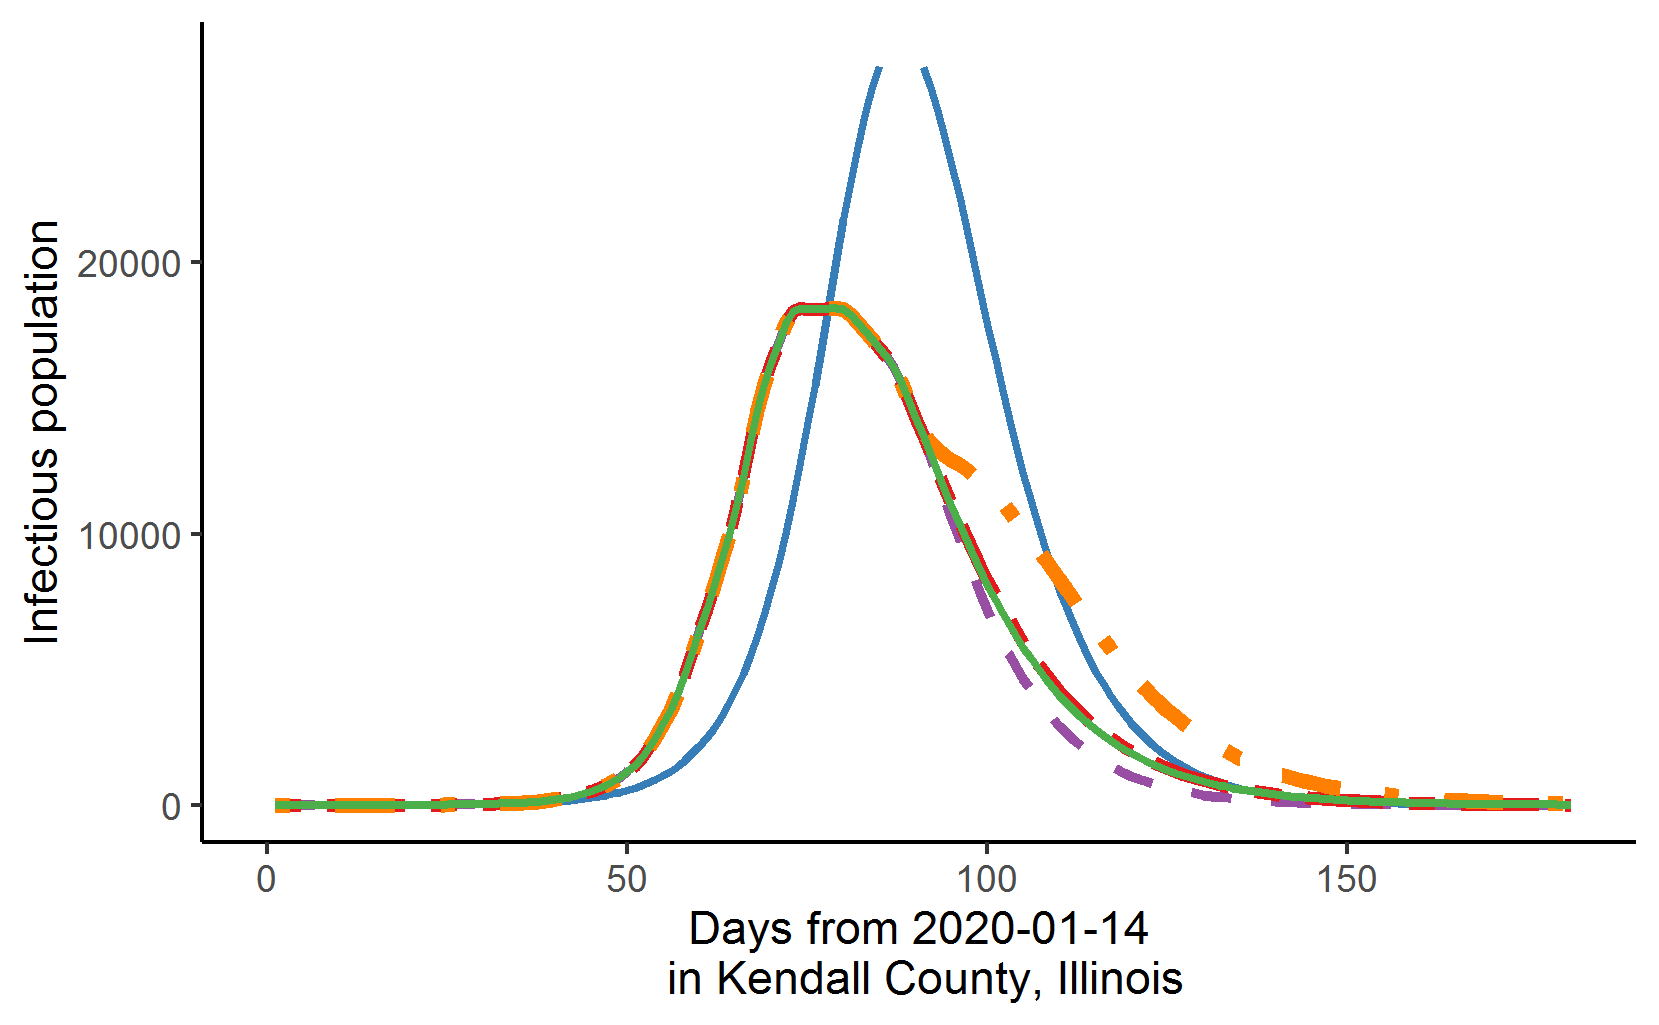 Infectious population
20000
10000
0
0 50 100 150
Days from 2020-01-14
in Kendall County, Illinois